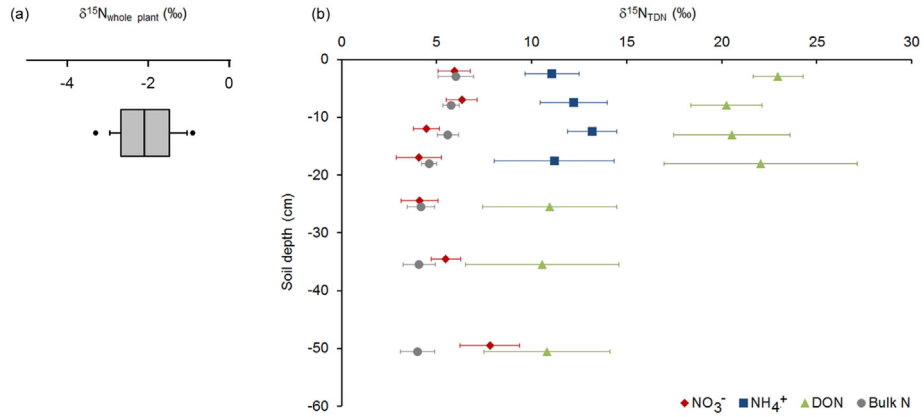 (a)
δ15Nwhole plant (‰)
-4 -2 0
(b)
δ15NTDN (‰)
0 5 10 15 20 25 30
0
-10
-20
-30
-40
-50
-60
Soil depth (cm)
NO3- NH4+ DON Bulk N